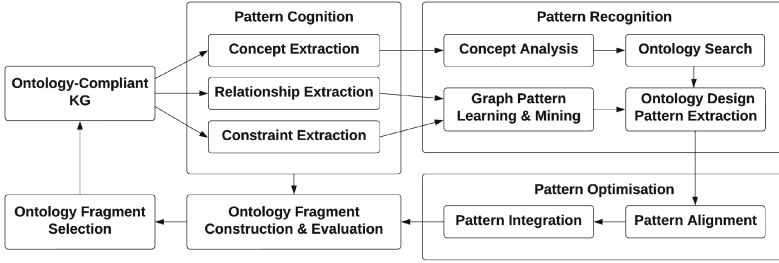 Pattern Cognition
Concept Extraction
Relationship Extraction
Constraint Extraction
Ontology-Compliant
KG
Pattern Recognition
Concept Analysis
Ontology Search
Graph Pattern
Learning & Mining
Ontology Design
Pattern Extraction
Pattern Optimisation
Pattern Integration
Pattern Alignment
Ontology Fragment
Construction & Evaluation
Ontology Fragment
Selection